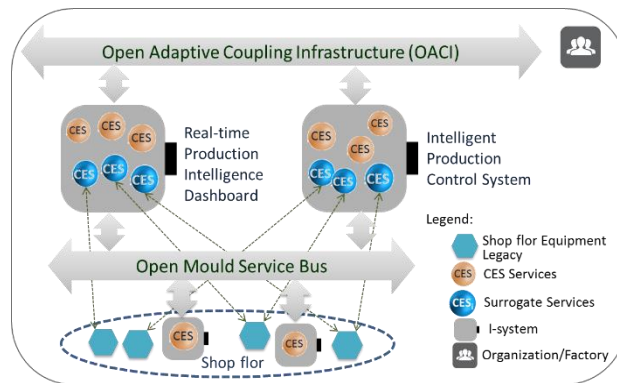 Open Adaptive Coupling Infrastructure (OACI)
CES
CES
CES
CES
CES
CES
Real-time
Production
Intelligence
Dashboard
CES
CES
CES
CES
CES
CES
Intelligent
Production
Control System
Open Mould Service Bus
CES
CES
Shop flor
Legend:
Shop flor Equipment
Legacy
CES
CES Services
CES
Surrogate Services
I-system
Organization/Factory